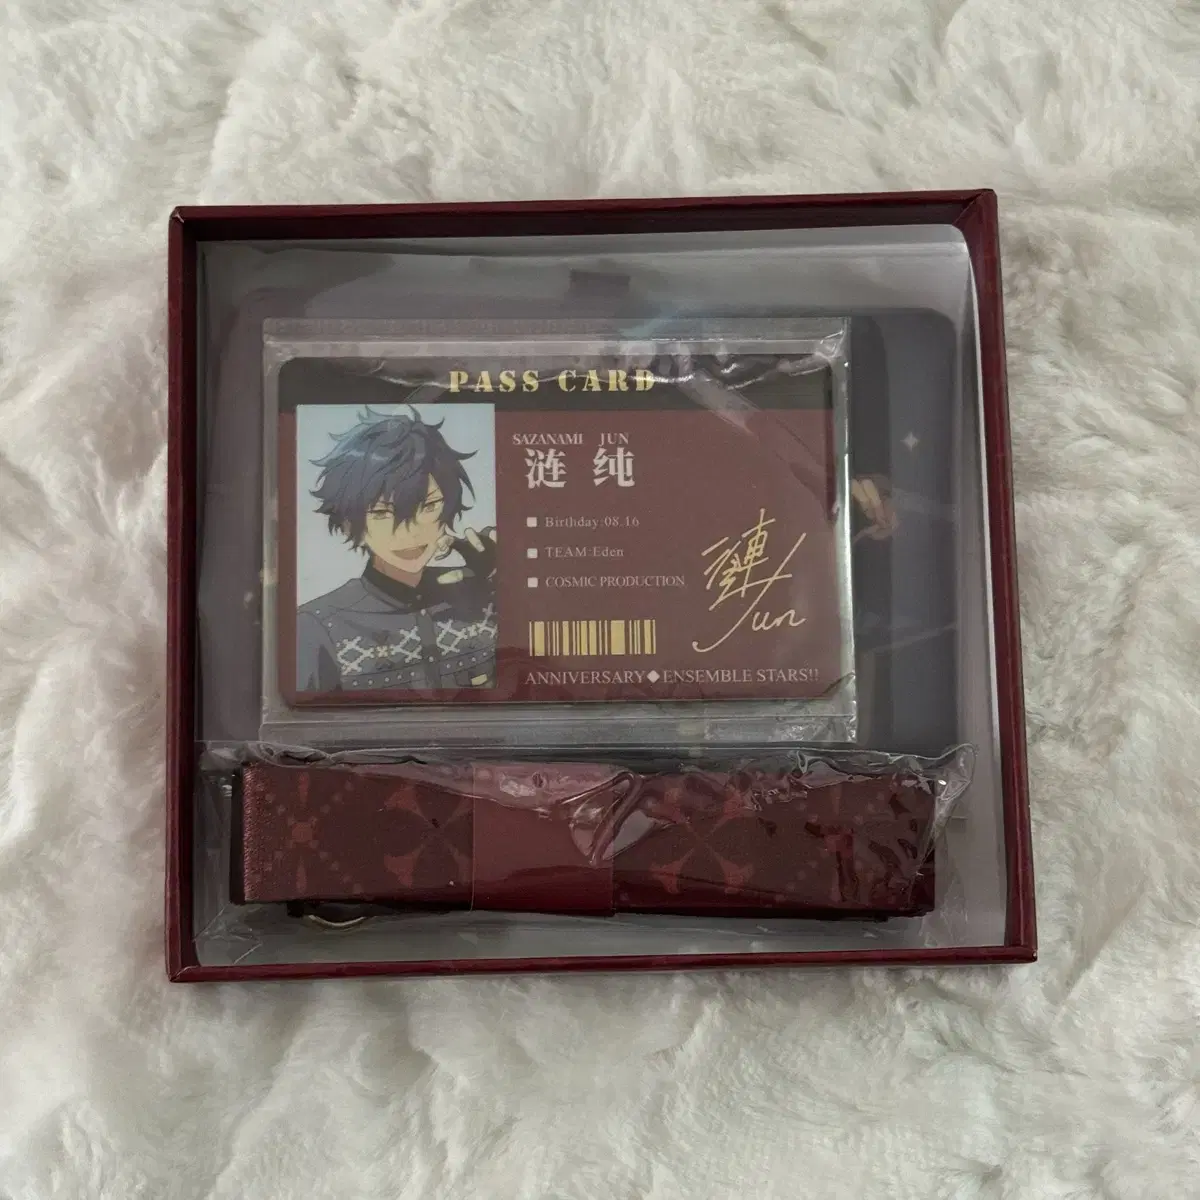 PASS CARD
SAZANAMI JUN
涟 纯
Birthday:08.16
TEAM:Eden
COSMIC PRODUCTION
漣 Jun
ANNIVERSARY◆ENSEMBLE STARS!!